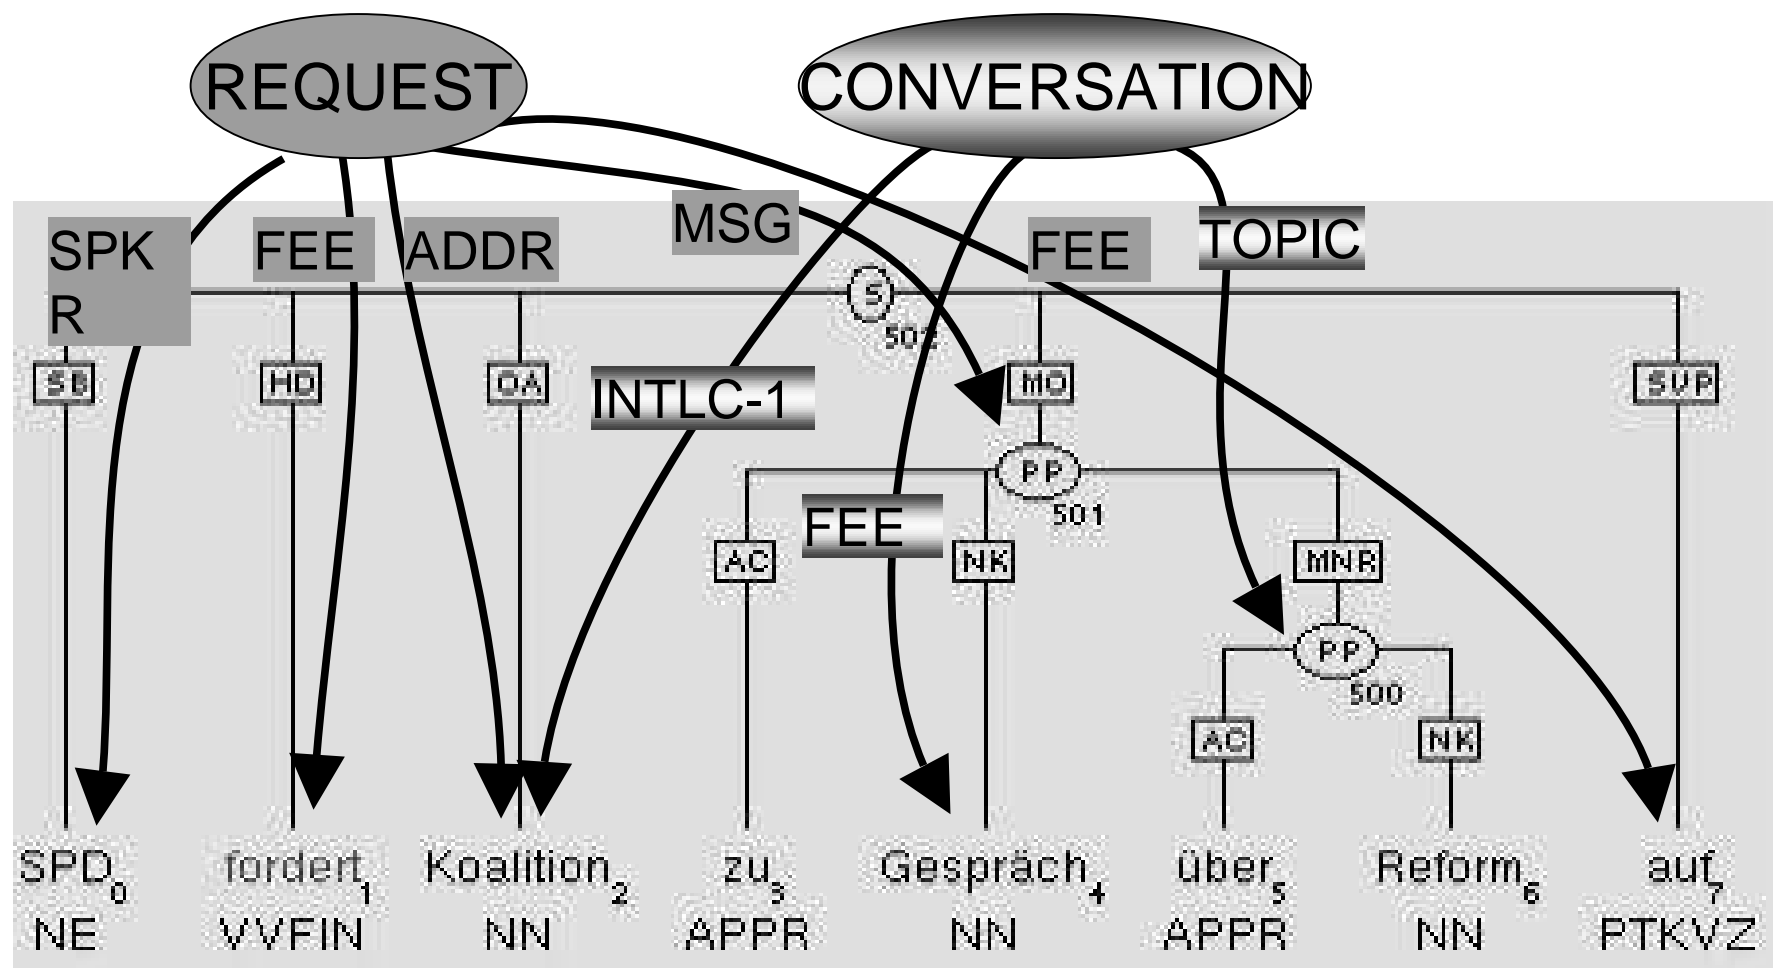 REQUEST CONVERSATION
MSG
SPK
R
FEE ADDR FEE TOPIC
S
502
SB HD OA MO SVP
INTLC-1
PP
501
FEE
AC NK MNR
PP
500
AC NK
SPD0 fordert1 Koalition2 zu3 Gespräch4 über5 Reform6 auf7
NE VVFIN NN APPR NN APPR NN PTKVZ